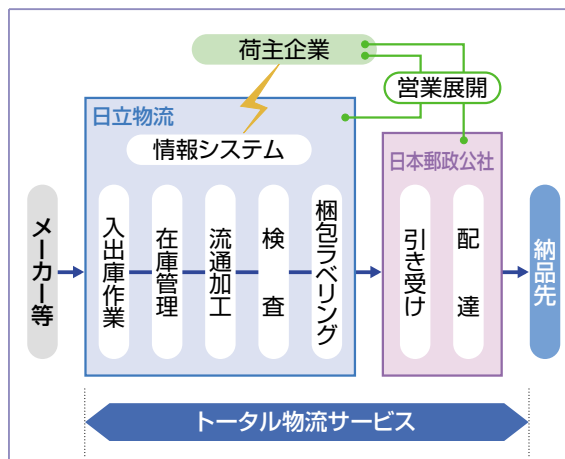 荷主企業
営業展開
日立物流
情報システム
日本郵政公社
メーカー等
入出庫作業
在庫管理
流通加工
検査
梱包ラベリング
引き受け
配達
納品先
トータル物流サービス